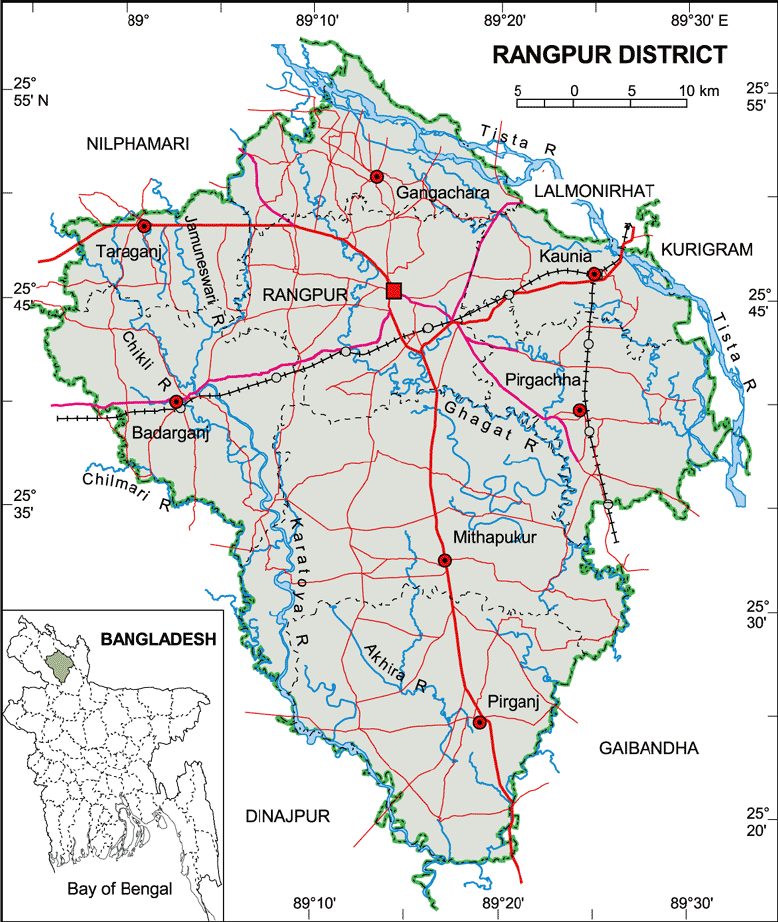 89° 89°10' 89°20' 89°30' E
RANGPUR DISTRICT
5 0 5 10 km
25°
55' N
25°
55'
NILPHAMARI
Tista R
LALMONIRHAT
Gangachara
KURIGRAM
Taraganj
Jamuneswari R
Kaunia
RANGPUR
25°
45'
25°
45'
Tista R
Chikli R
Pirgachha
Ghagat R
Badarganj
Chilmari R
25°
35'
Karatoya R
Mithapukur
25°
30'
BANGLADESH
Akhira R
Pirganj
GAIBANDHA
DINAJPUR
25°
20'
Bay of Bengal
89°10' 89°20' 89°30'